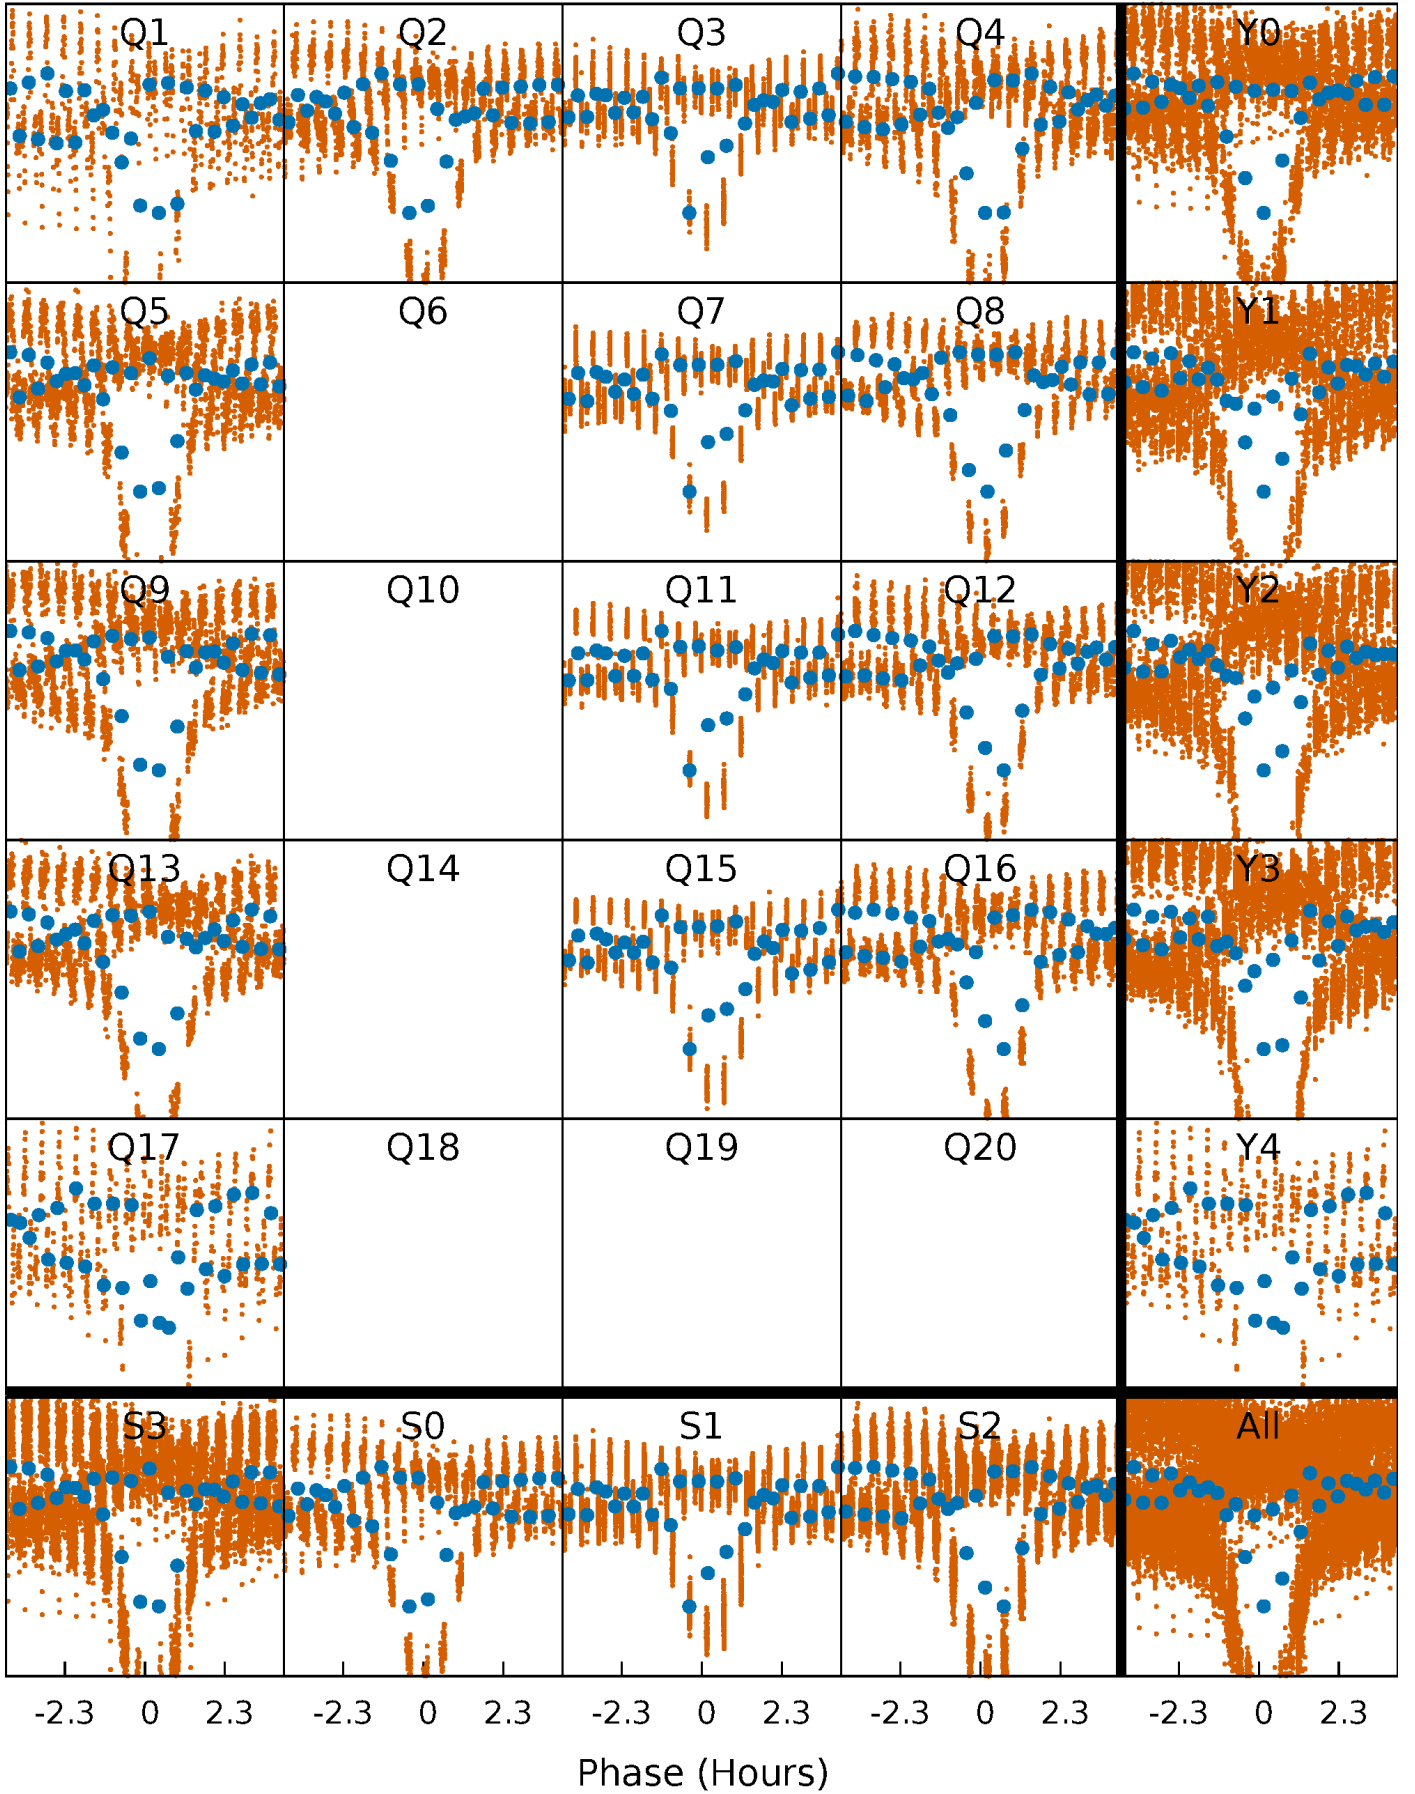 Q1 Q2 Q3 Q4 Y0
Q5 Q6 Q7 Q8 Y1
Q9 Q10 Q11 Q12 Y2
Q13 Q14 Q15 Q16 Y3
Q17 Q18 Q19 Q20 Y4
S3 S0 S1 S2 All
-2.3 0 2.3 -2.3 0 2.3 -2.3 0 2.3 -2.3 0 2.3 -2.3 0 2.3
Phase (Hours)